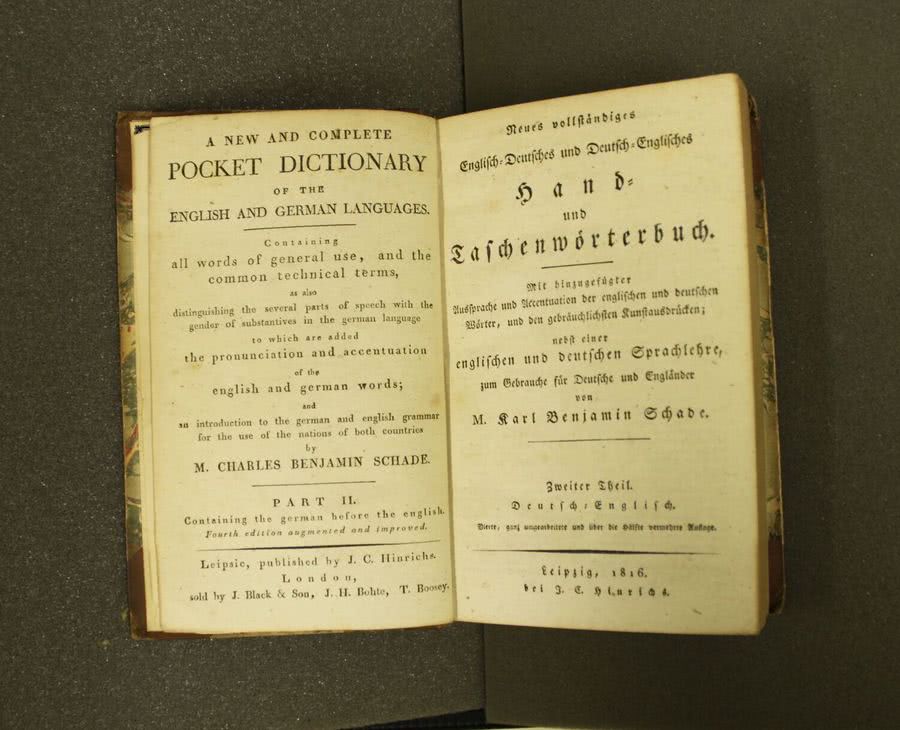 A NEW AND COMPLETE
POCKET DICTIONARY
OF THE
ENGLISH AND GERMAN LANGUAGES.
Containing
all words of general use, and the
common technical terms,
as also
distinguishing the several parts of speech with the
gender of substantives in the german language
to which are added
the pronunciation and accentuation
of the
english and german words;
and
an introduction to the german and english grammar
for the use of the nations of both countries
by
M. CHARLES BENJAMIN SCHADE.
PART II.
Containing the german before the english.
Fourth edition augmented and improved.
Leipsic, published by J. C. Hinrichs.
London,
sold by J. Black & Son, J. H. Bohte, T. Boosey.
Neues vollständiges
Englisch-Deutsches und Deutsch-Englisches
Hand-
und
Taschenwörterbuch.
Mit hinzugefügter
Aussprache und Accentuation der englischen und deutschen
Wörter, und den gebräuchlichsten Kunstausdrücken;
nebst einer
englischen und deutschen Sprachlehre,
zum Gebrauche für Deutsche und Engländer
von
M. Karl Benjamin Schade.
Zweiter Theil.
Deutsch-Englisch.
Vierte, ganz umgearbeitete und über die Hälfte vermehrte Auflage.
Leipzig, 1816.
bei J. C. Hinrichs.